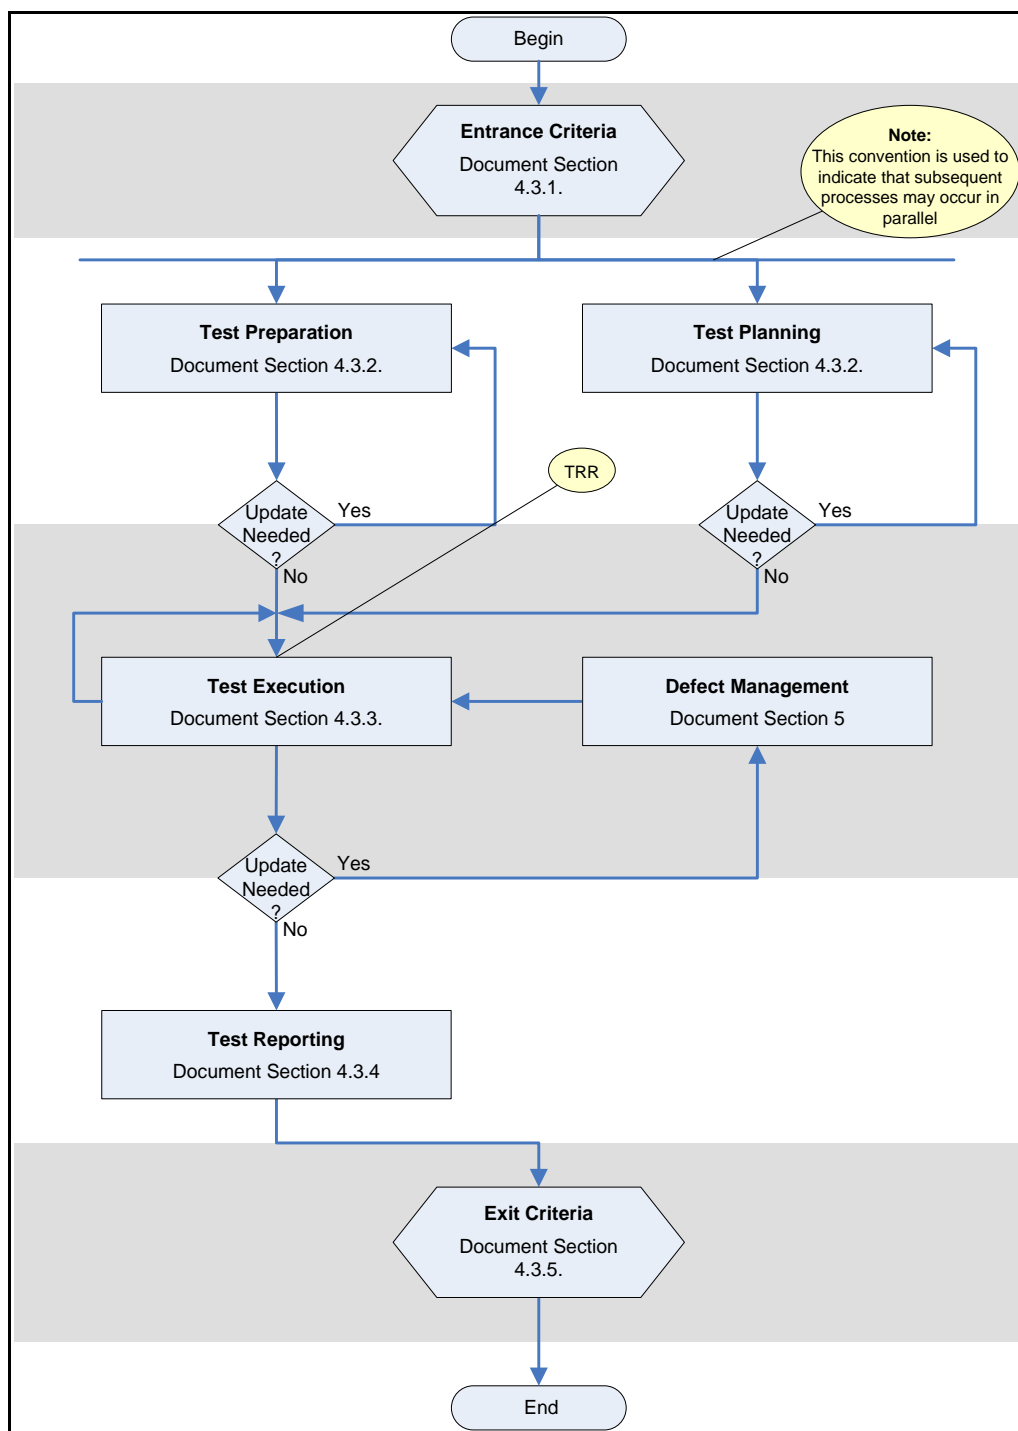 Begin
Entrance Criteria
Document Section
4.3.1.
Note:
This convention is used to
indicate that subsequent
processes may occur in
parallel
Test Preparation
Document Section 4.3.2.
Test Planning
Document Section 4.3.2.
TRR
Update
Needed
?
Yes
No
Update
Needed
?
Yes
No
Test Execution
Document Section 4.3.3.
Defect Management
Document Section 5
Update
Needed
?
Yes
No
Test Reporting
Document Section 4.3.4
Exit Criteria
Document Section
4.3.5.
End